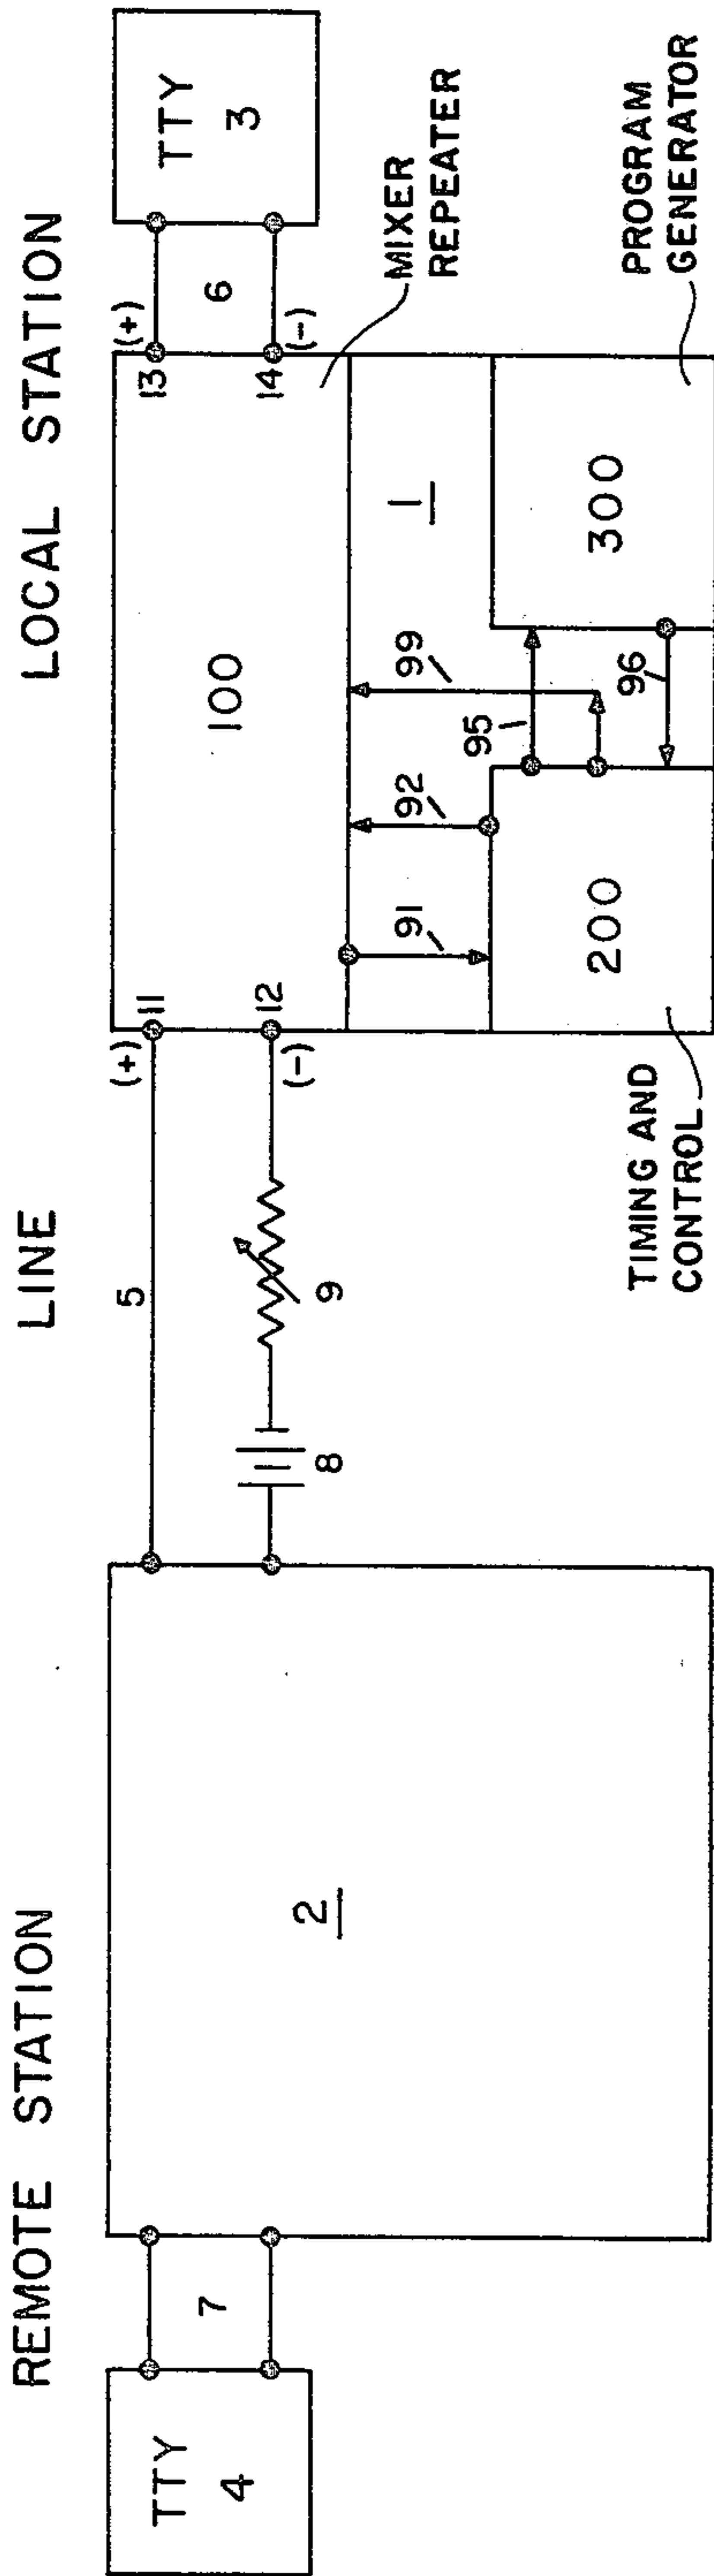 REMOTE STATION
LINE
LOCAL STATION
TTY
4
7
2
5
8
9
(+)
11
12
(-)
100
(+)
13
14
(-)
6
TTY
3
MIXER
REPEATER
1
91
92
99
95
96
200
300
TIMING AND
CONTROL
PROGRAM
GENERATOR